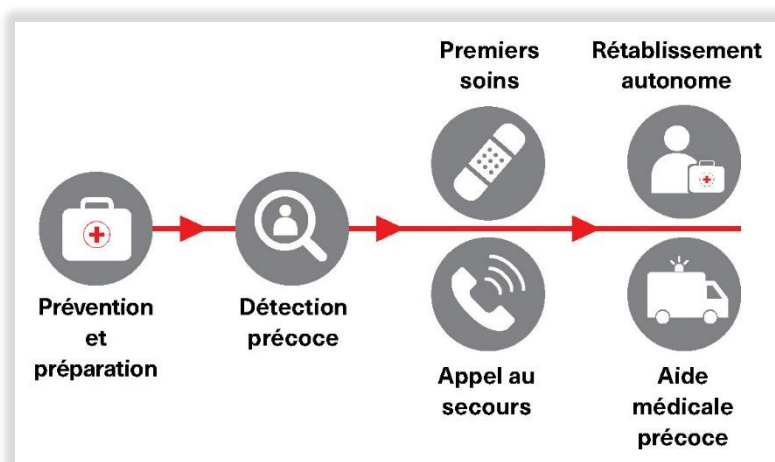 Premiers
soins
Rétablissement
autonome
Prévention
et
préparation
Détection
précoce
Appel au
secours
Aide
médicale
précoce